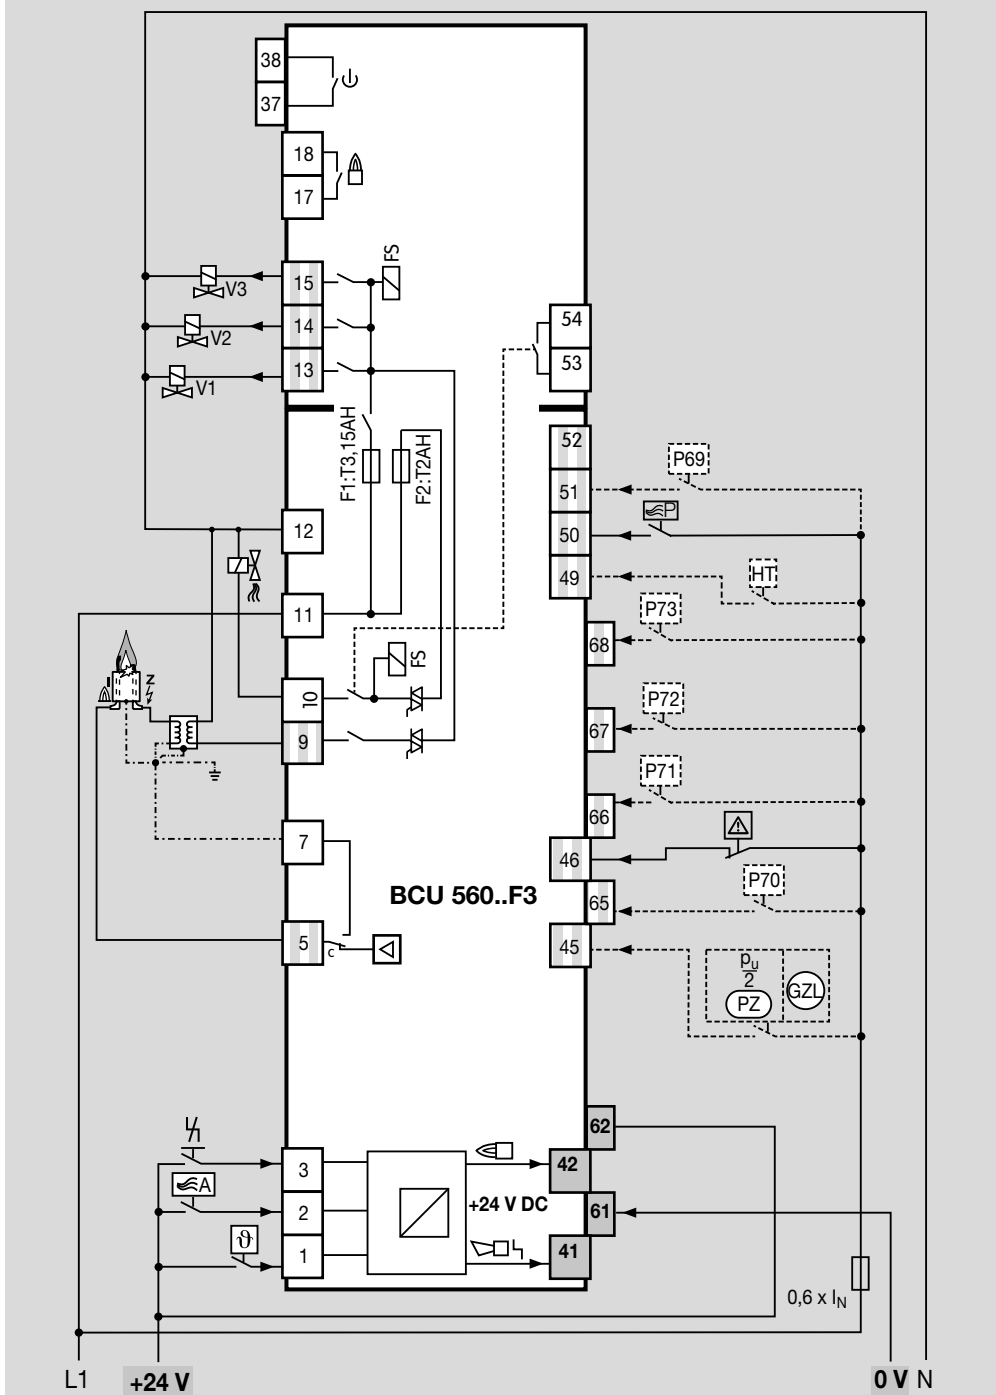 38
37
18
17
FS
15
V3
14
V2
13
V1
54
53
F1:T3,15AH
F2:T2AH
52
P69
51
P
50
12
49
HT
P73
11
68
FS
Z
I
10
P72
67
9
P71
66
7
46
BCU 560..F3
P70
65
5
c
45
pu
2
PZ
GZL
62
3
42
A
2
+24 V DC
61
ϑ
1
41
0,6 x IN
L1
+24 V
0 V
N